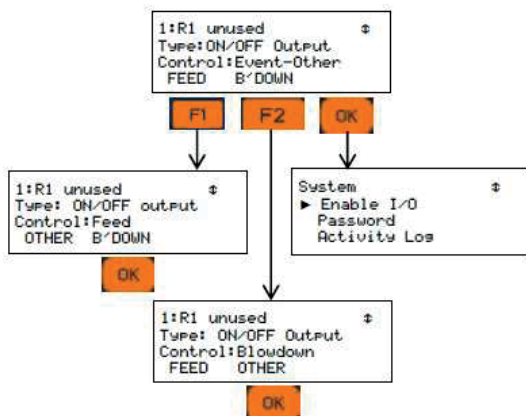 1:R1 unused
Type:ON/OFF Output
Control:Event-Other
FEED B'DOWN
F1 F2 OK
1:R1 unused
Type: ON/OFF output
Control:Feed
OTHER B'DOWN
OK
System
► Enable I/O
Password
Activity Log
1:R1 unused
Type: ON/OFF Output
Control:Blowdown
FEED OTHER
OK